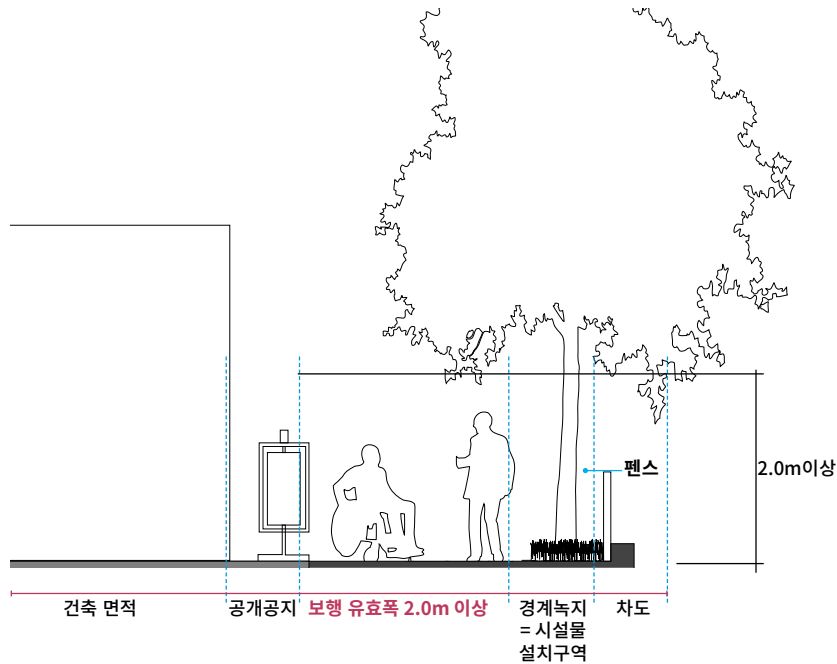 펜스
2.0m이상
건축 면적
공개공지
보행 유효폭 2.0m 이상
경계녹지
= 시설물
설치구역
차도